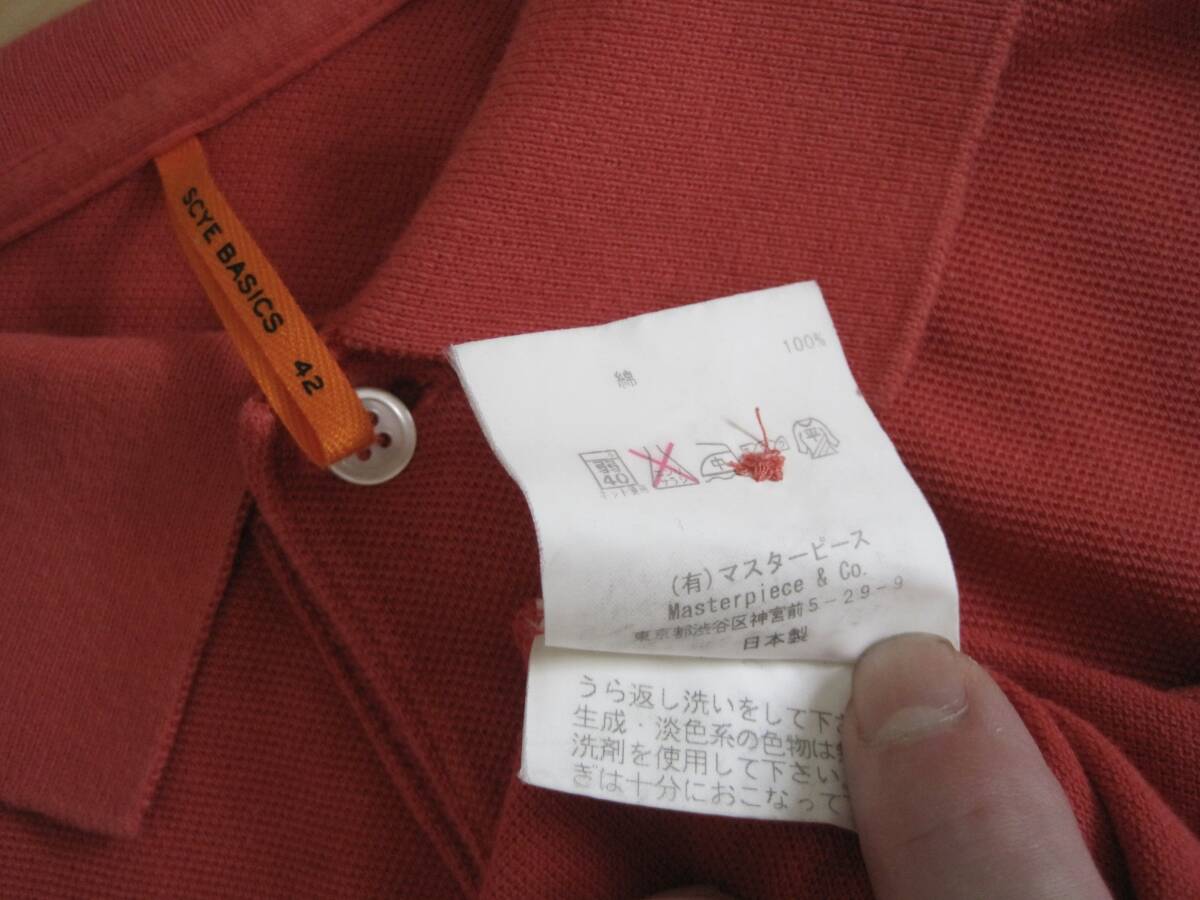 SCYE BASICS 42
綿 100%
弱
40
ネット使用
中
平
(有)マスターピース
Masterpiece & Co.
東京都渋谷区神宮前5-29-9
日本製
うら返し洗いをして下さ
生成・淡色系の色物は
洗剤を使用して下さい
ぎは十分におこなって